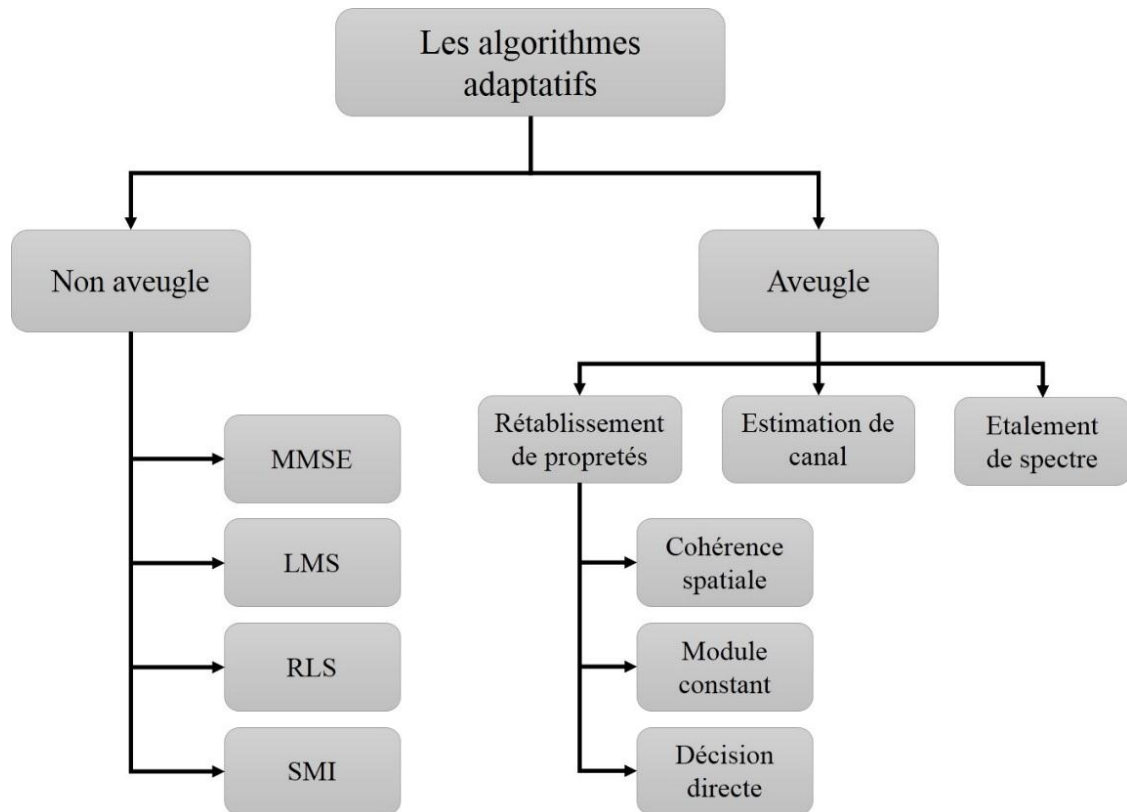 Les algorithmes
adaptatifs
Non aveugle
Aveugle
MMSE
LMS
RLS
SMI
Rétablissement
de propretés
Estimation de
canal
Etalement
de spectre
Cohérence
spatiale
Module
constant
Décision
directe